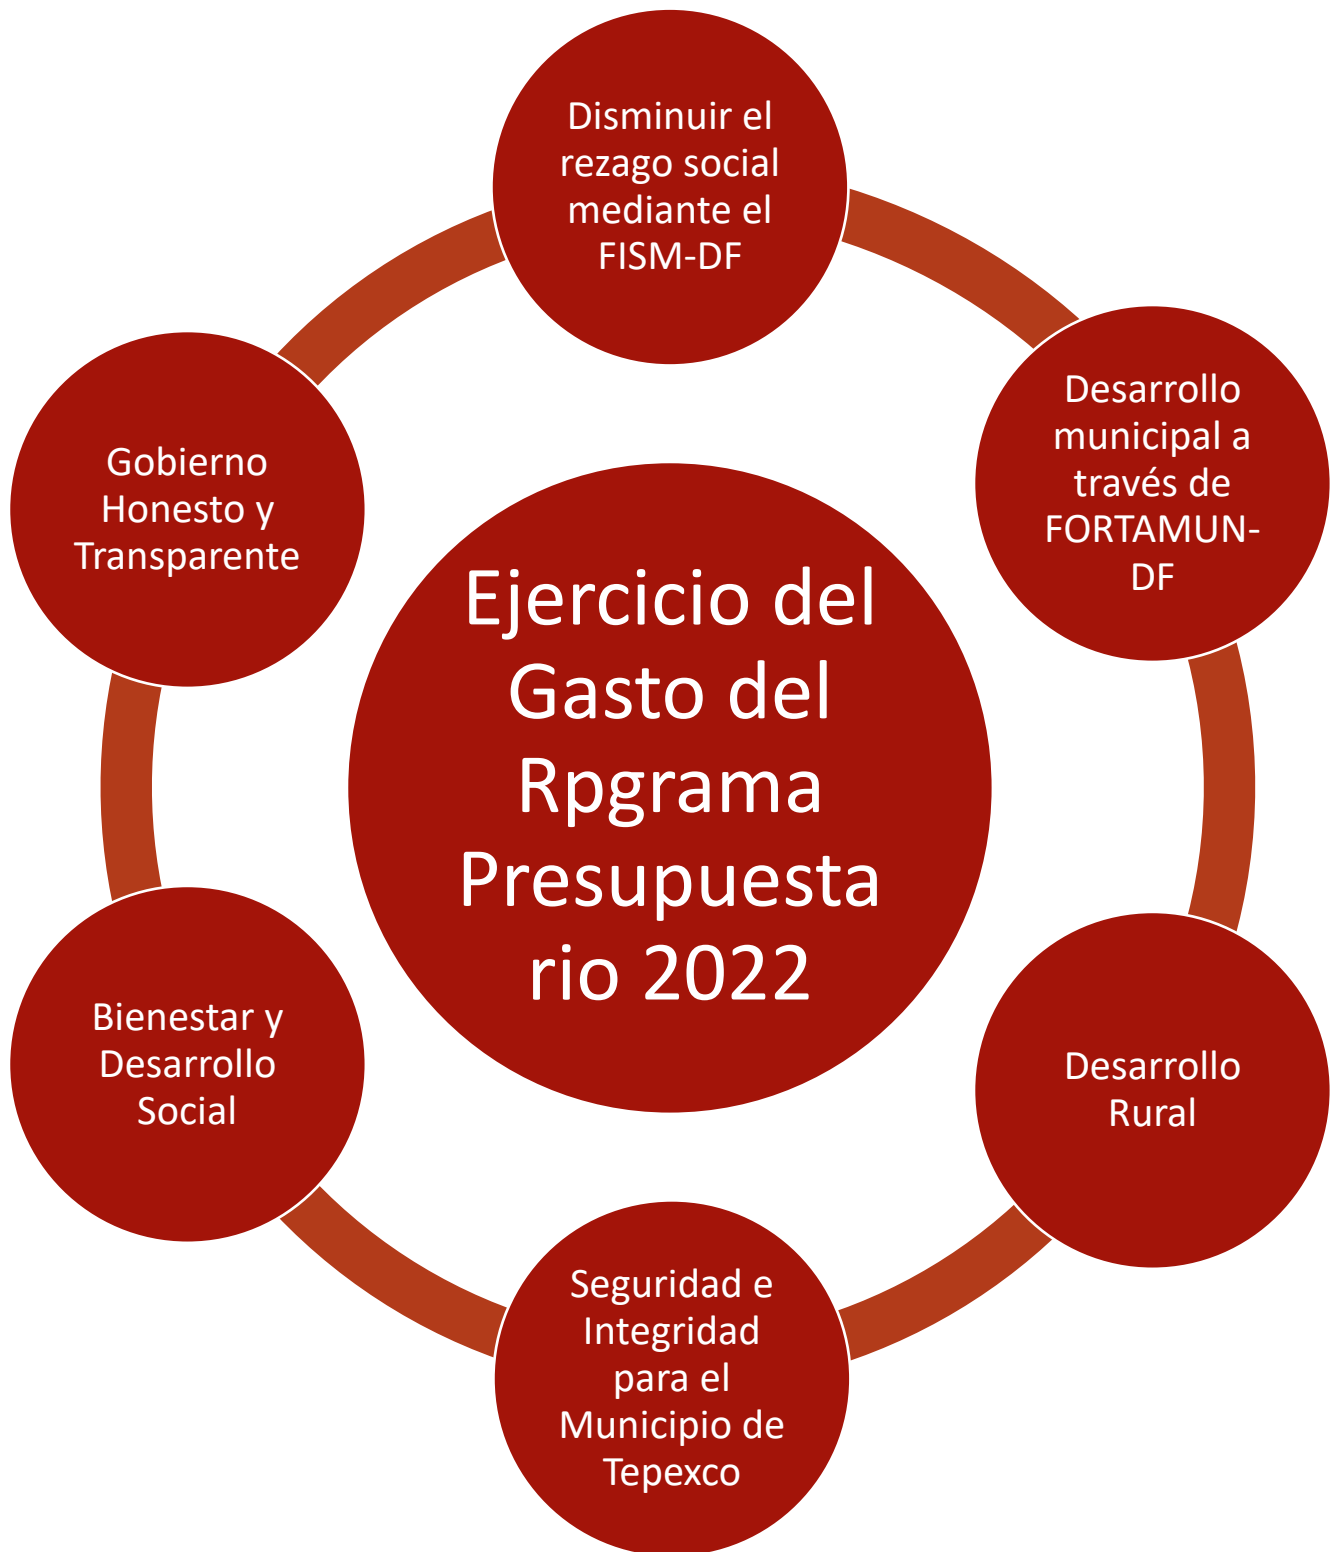 Disminuir el
rezago social
mediante el
FISM-DF
Desarrollo
municipal a
través de
FORTAMUN-
DF
Desarrollo
Rural
Seguridad e
Integridad
para el
Municipio de
Tepexco
Bienestar y
Desarrollo
Social
Gobierno
Honesto y
Transparente
Ejercicio del
Gasto del
Rpgrama
Presupuesta
rio 2022